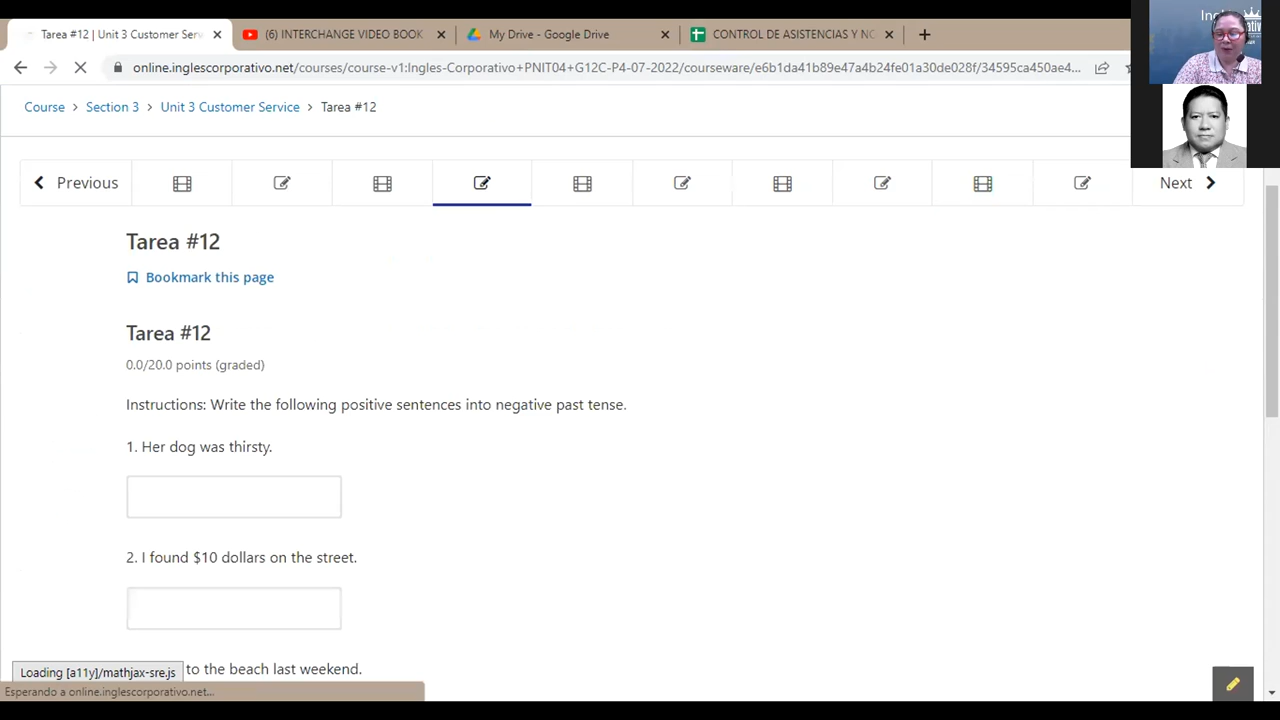 Tarea #12 | Unit 3 Customer Serv
(6) INTERCHANGE VIDEO BOOK
My Drive - Google Drive
CONTROL DE ASISTENCIAS Y NO
online.inglescorporativo.net/courses/course-v1:Ingles-Corporativo+PNIT04+G12C-P4-07-2022/courseware/e6b1da41b89e47a4b24fe01a30de028f/34595ca450ae4...
Course > Section 3 > Unit 3 Customer Service > Tarea #12
Previous
Next
Tarea #12
Bookmark this page
Tarea #12
0.0/20.0 points (graded)
Instructions: Write the following positive sentences into negative past tense.
1. Her dog was thirsty.
2. I found $10 dollars on the street.
to the beach last weekend.
Loading [a11y]/mathjax-sre.js
Esperando a online.inglescorporativo.net...